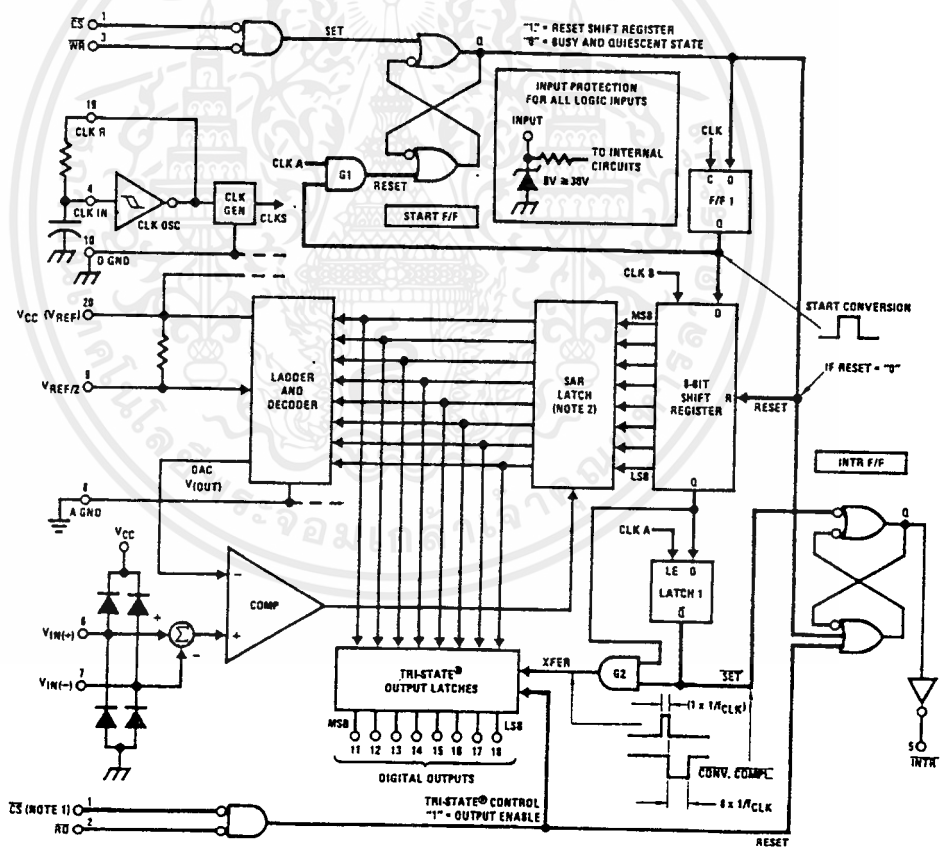 CS 1
WR 3
SET
Q
"1" = RESET SHIFT REGISTER
"0" = BUSY AND QUIESCENT STATE
INPUT PROTECTION
FOR ALL LOGIC INPUTS
INPUT
TO INTERNAL
CIRCUITS
BV ≅ 38V
19
CLK R
4
CLK IN
CLK OSC
CLK
GEN
CLKS
10
D GND
CLK A
G1
RESET
START F/F
CLK
C D
F/F 1
Q
CLK B
START CONVERSION
VCC (VREF) 20
VREF/2 9
LADDER
AND
DECODER
SAR
LATCH
(NOTE 2)
MSB
LSB
D
8-BIT
SHIFT
REGISTER
R
RESET
Q
IF RESET = "0"
INTR F/F
Q
DAC
V(OUT)
8
A GND
VCC
COMP
-
+
VIN(+) 6
VIN(–) 7
+
Σ
-
CLK A
LE D
LATCH 1
Q
TRI-STATE®
OUTPUT LATCHES
XFER
G2
SET
(1 x 1/fCLK)
CONV. COMPL.
8 x 1/fCLK
MSB
LSB
11 12 13 14 15 16 17 18
DIGITAL OUTPUTS
5
INTR
CS (NOTE 1) 1
RD 2
TRI-STATE® CONTROL
"1" = OUTPUT ENABLE
RESET